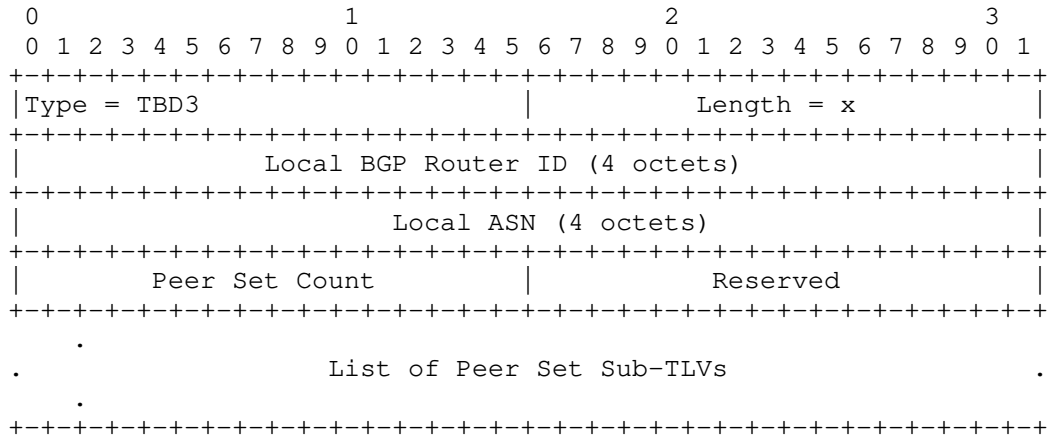 0                   1                   2                   3
 0 1 2 3 4 5 6 7 8 9 0 1 2 3 4 5 6 7 8 9 0 1 2 3 4 5 6 7 8 9 0 1
+-+-+-+-+-+-+-+-+-+-+-+-+-+-+-+-+-+-+-+-+-+-+-+-+-+-+-+-+-+-+-+-+
|Type = TBD3                    |          Length = x           |
+-+-+-+-+-+-+-+-+-+-+-+-+-+-+-+-+-+-+-+-+-+-+-+-+-+-+-+-+-+-+-+-+
|               Local BGP Router ID (4 octets)                  |
+-+-+-+-+-+-+-+-+-+-+-+-+-+-+-+-+-+-+-+-+-+-+-+-+-+-+-+-+-+-+-+-+
|                       Local ASN (4 octets)                    |
+-+-+-+-+-+-+-+-+-+-+-+-+-+-+-+-+-+-+-+-+-+-+-+-+-+-+-+-+-+-+-+-+
|        Peer Set Count         |           Reserved            |
+-+-+-+-+-+-+-+-+-+-+-+-+-+-+-+-+-+-+-+-+-+-+-+-+-+-+-+-+-+-+-+-+
    .
.                   List of Peer Set Sub-TLVs                   .
    .
+-+-+-+-+-+-+-+-+-+-+-+-+-+-+-+-+-+-+-+-+-+-+-+-+-+-+-+-+-+-+-+-+